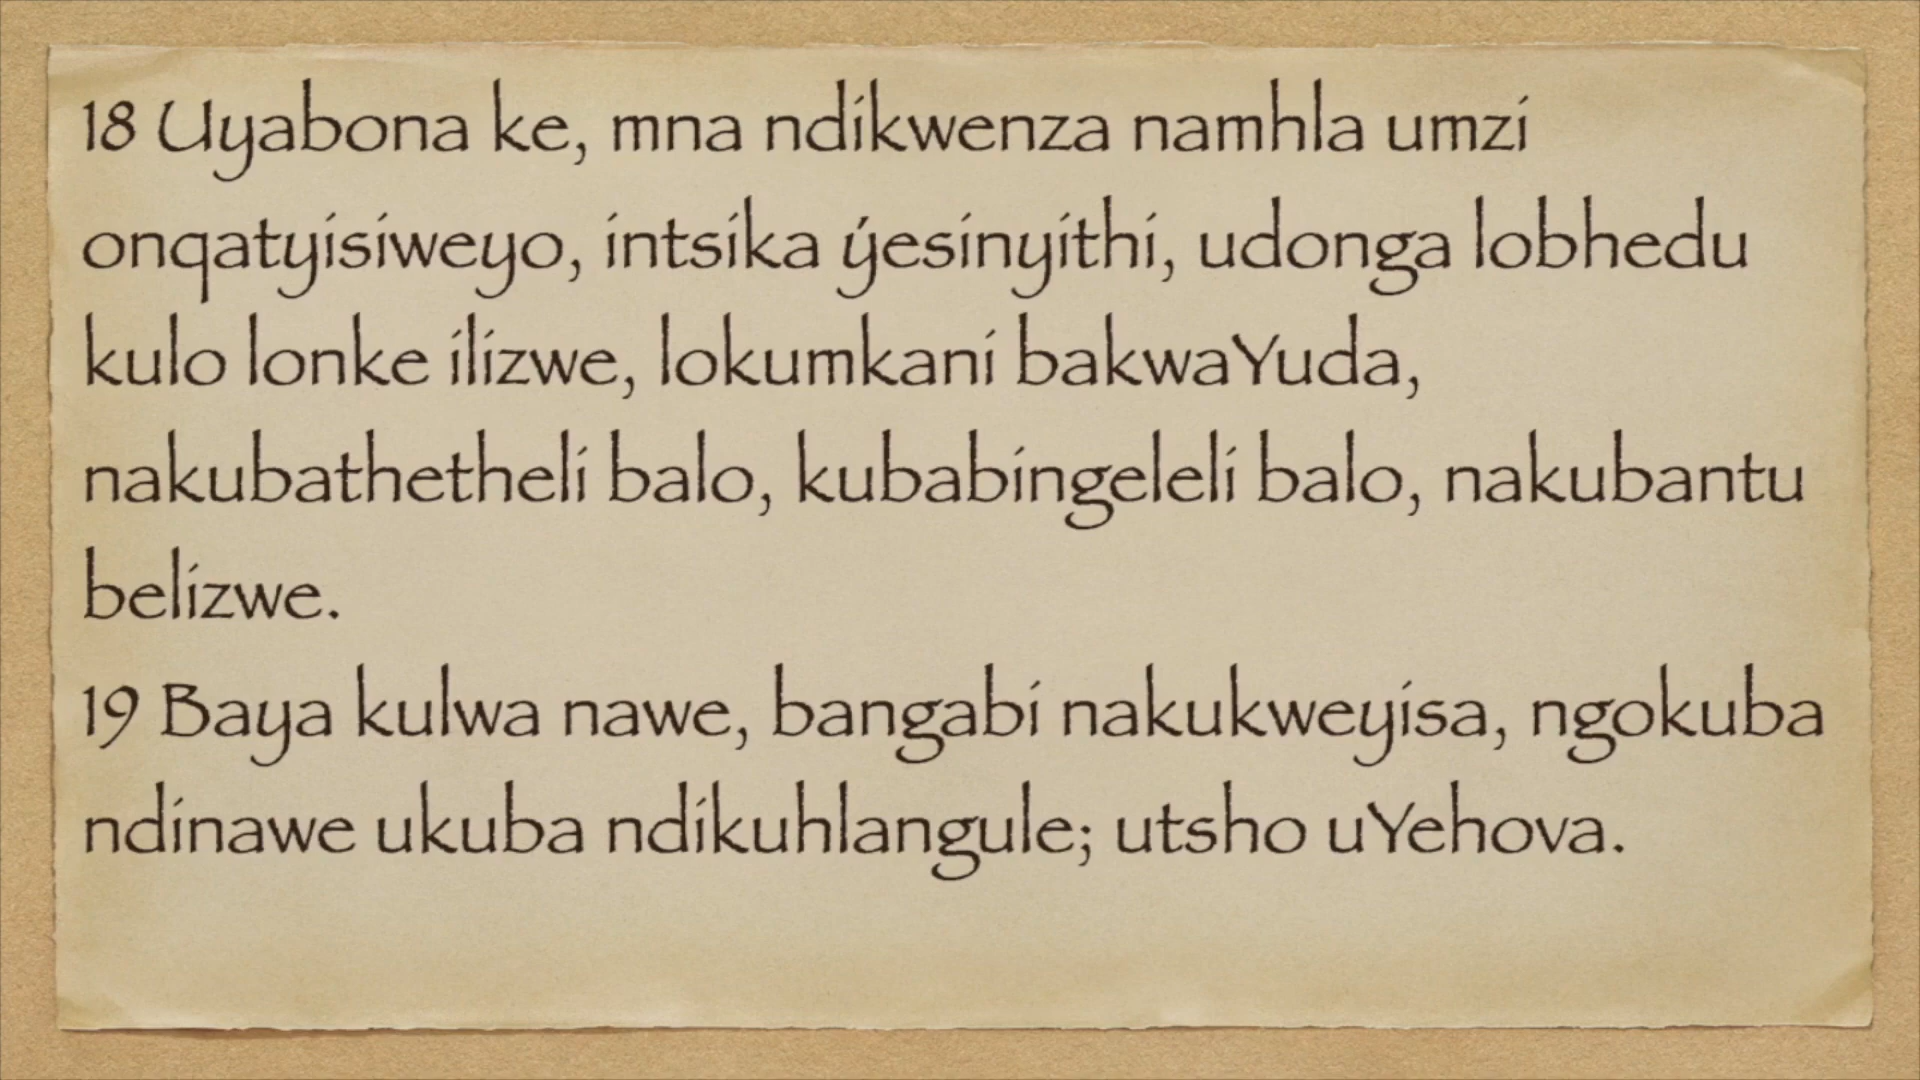 18 Uyabona ke, mna ndikwenza namhla umzi
onqatyisiweyo, intsika ýesinyithi, udonga lobhedu
kulo lonke ilizwe, lokumkani bakwaYuda,
nakubathetheli balo, kubabingeleli balo, nakubantu
belizwe.
19 Baya kulwa nawe, bangabi nakukweyisa, ngokuba
ndinawe ukuba ndikuhlangule; utsho uYehova.